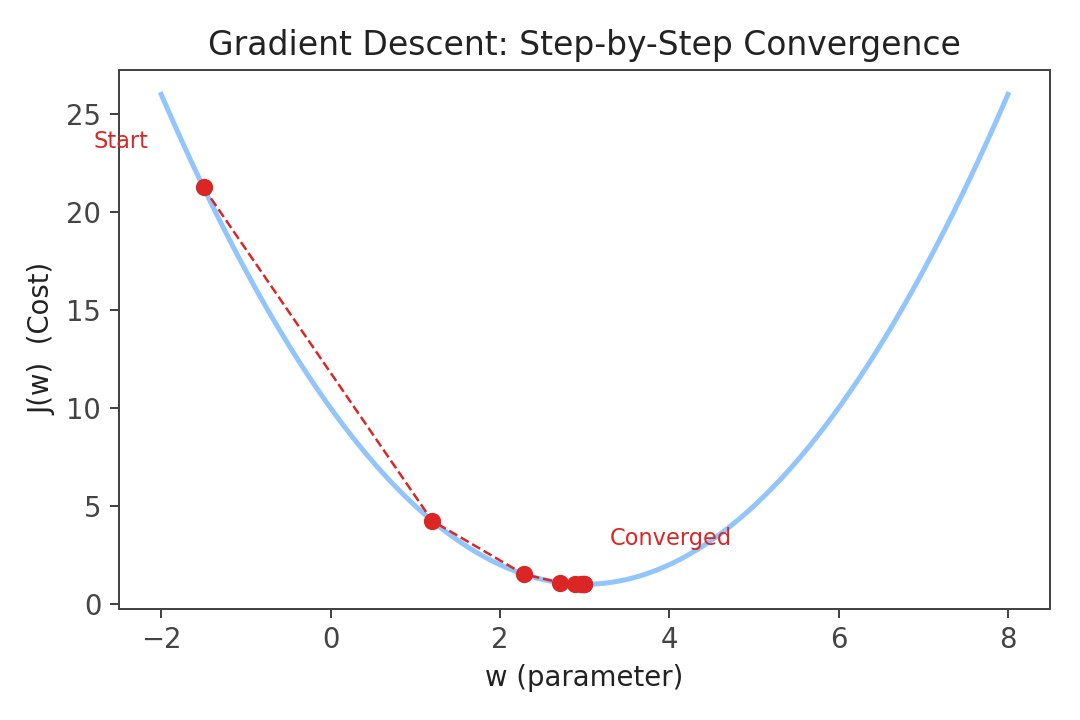 Gradient Descent: Step-by-Step Convergence
25
Start
20
J(w)  (Cost)
15
10
5
Converged
0
−2 0 2 4 6 8
w (parameter)